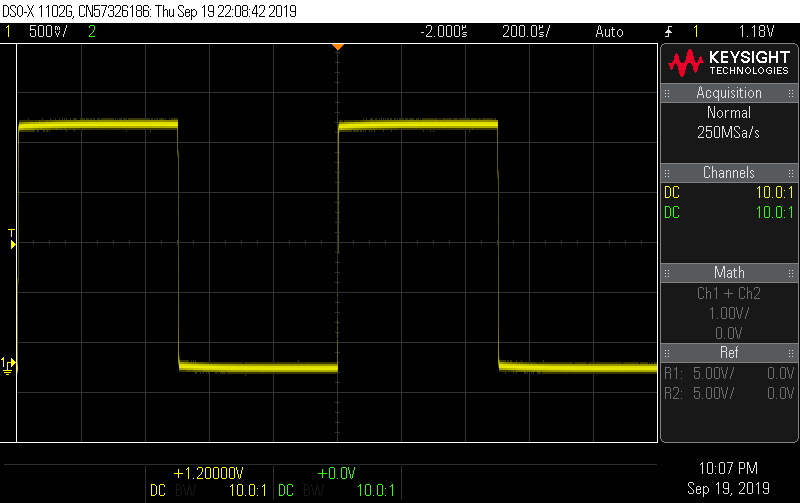 DSO-X 1102G, CN57326186: Thu Sep 19 22:08:42 2019
1 500mV/ 2 -2.000s 200.0s/ Auto 1 1.18V
KEYSIGHT
TECHNOLOGIES
Acquisition
Normal
250MSa/s
Channels
DC 10.0:1
DC 10.0:1
T
Math
Ch1 + Ch2
1.00V/
0.0V
1
Ref
R1: 5.00V/ 0.0V
R2: 5.00V/ 0.0V
+1.20000V +0.0V
DC BW 10.0:1 DC BW 10.0:1
10:07 PM
Sep 19, 2019